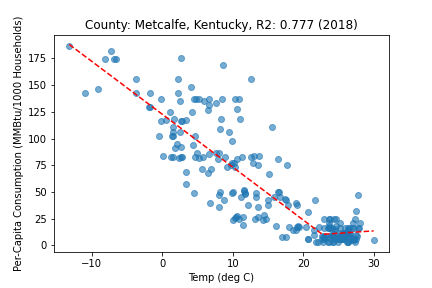 County: Metcalfe, Kentucky, R2: 0.777 (2018)
Per-Capita Consumption (MMBtu/1000 Households)
175
150
125
100
75
50
25
0
−10 0 10 20 30
Temp (deg C)